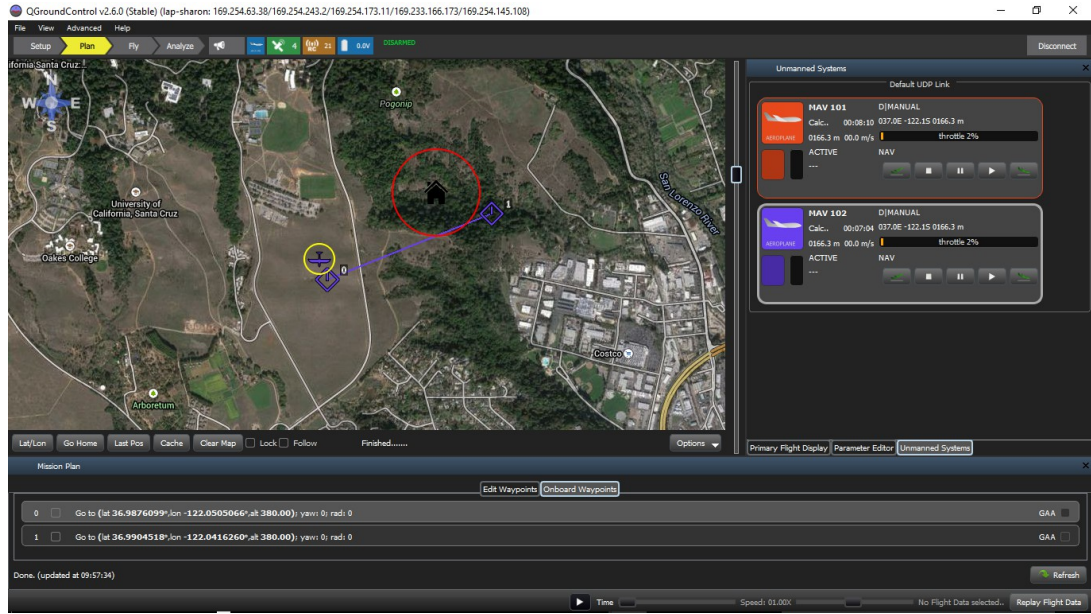 QGroundControl v2.6.0 (Stable) (lap-sharon: 169.254.63.38/169.254.243.2/169.254.173.11/169.233.166.173/169.254.145.108)
File View Advanced Help
Setup Plan Fly Analyze 4 21 0.0V DISARMED Disconnect
ifornia Santa Cruz:
N
W E
S
Pogonip
University of
California, Santa Cruz
Oakes College
San Lorenzo River
1
0
Costco
Arboretum
Lat/Lon Go Home Last Pos Cache Clear Map Lock Follow Finished....... Options
Unmanned Systems
Default UDP Link
MAV 101 D|MANUAL
Calc.. 00:08:10 037.0E -122.1S 0166.3 m
AEROPLANE 0166.3 m 00.0 m/s throttle 2%
ACTIVE NAV
---
MAV 102 D|MANUAL
Calc.. 00:07:04 037.0E -122.1S 0166.3 m
AEROPLANE 0166.3 m 00.0 m/s throttle 2%
ACTIVE NAV
---
Primary Flight Display Parameter Editor Unmanned Systems
Mission Plan
Edit Waypoints Onboard Waypoints
0 Go to (lat 36.9876099°,lon -122.0505066°,alt 380.00); yaw: 0; rad: 0 GAA
1 Go to (lat 36.9904518°,lon -122.0416260°,alt 380.00); yaw: 0; rad: 0 GAA
Done. (updated at 09:57:34) Refresh
Time Speed: 01.00X No Flight Data selected.. Replay Flight Data